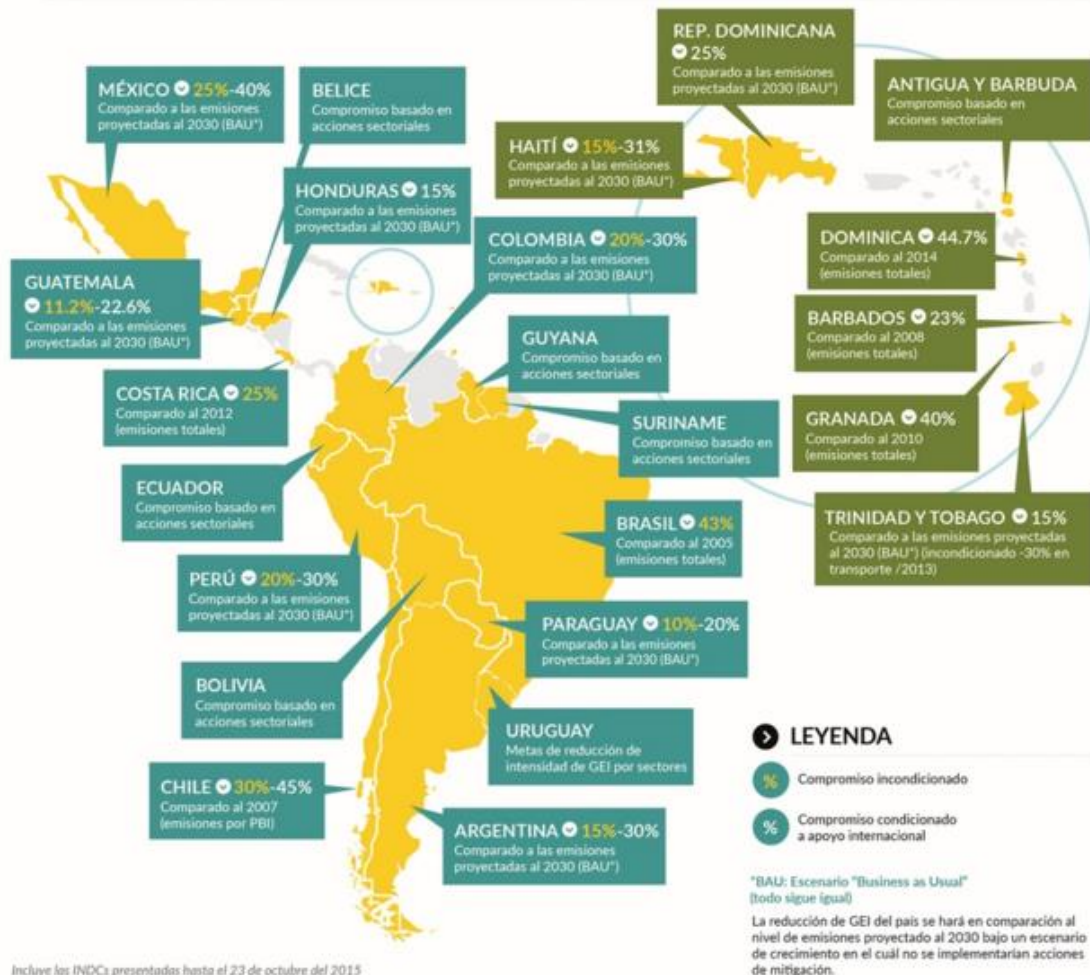 REP. DOMINICANA
25%
Comparado a las emisiones
proyectadas al 2030 (BAU*)
MÉXICO 25%-40%
Comparado a las emisiones
proyectadas al 2030 (BAU*)
BELICE
Compromiso basado en
acciones sectoriales
ANTIGUA Y BARBUDA
Compromiso basado en
acciones sectoriales
HAITÍ 15%-31%
Comparado a las emisiones
proyectadas al 2030 (BAU*)
HONDURAS 15%
Comparado a las emisiones
proyectadas al 2030 (BAU*)
COLOMBIA 20%-30%
Comparado a las emisiones
proyectadas al 2030 (BAU*)
DOMINICA 44.7%
Comparado al 2014
(emisiones totales)
GUATEMALA
11.2%-22.6%
Comparado a las emisiones
proyectadas al 2030 (BAU*)
GUYANA
Compromiso basado en
acciones sectoriales
BARBADOS 23%
Comparado al 2008
(emisiones totales)
COSTA RICA 25%
Comparado al 2012
(emisiones totales)
SURINAME
Compromiso basado en
acciones sectoriales
GRANADA 40%
Comparado al 2010
(emisiones totales)
ECUADOR
Compromiso basado en
acciones sectoriales
BRASIL 43%
Comparado al 2005
(emisiones totales)
TRINIDAD Y TOBAGO 15%
Comparado a las emisiones proyectadas
al 2030 (BAU*) (incondicionado -30% en
transporte /2013)
PERÚ 20%-30%
Comparado a las emisiones
proyectadas al 2030 (BAU*)
PARAGUAY 10%-20%
Comparado a las emisiones
proyectadas al 2030 (BAU*)
BOLIVIA
Compromiso basado en
acciones sectoriales
URUGUAY
Metas de reducción de
intensidad de GEI por sectores
CHILE 30%-45%
Comparado al 2007
(emisiones por PBI)
ARGENTINA 15%-30%
Comparado a las emisiones
proyectadas al 2030 (BAU*)
LEYENDA
% Compromiso incondicionado
% Compromiso condicionado
a apoyo internacional
*BAU: Escenario "Business as Usual"
(todo sigue igual)
La reducción de GEI del país se hará en comparación al
nivel de emisiones proyectado al 2030 bajo un escenario
de crecimiento en el cuál no se implementarían acciones
de mitigación.
Incluye las INDCs presentadas hasta el 23 de octubre del 2015